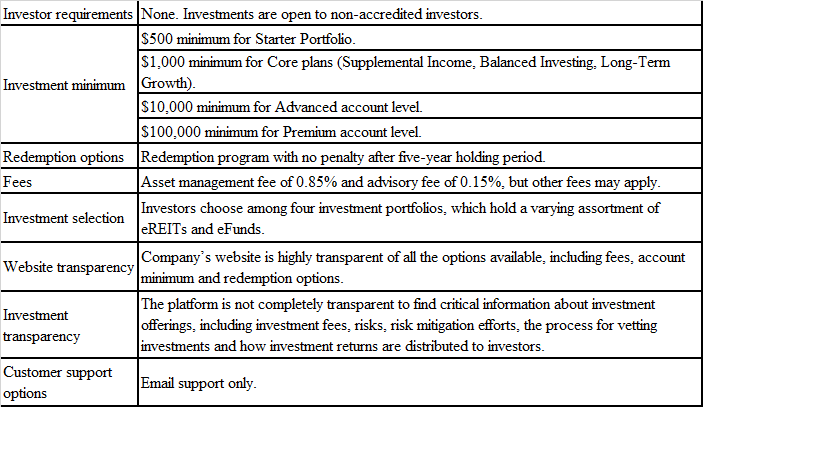 Investor requirements None. Investments are open to non-accredited investors.
Investment minimum
$500 minimum for Starter Portfolio.
$1,000 minimum for Core plans (Supplemental Income, Balanced Investing, Long-Term
Growth).
$10,000 minimum for Advanced account level.
$100,000 minimum for Premium account level.
Redemption options Redemption program with no penalty after five-year holding period.
Fees Asset management fee of 0.85% and advisory fee of 0.15%, but other fees may apply.
Investment selection
Investors choose among four investment portfolios, which hold a varying assortment of
eREITs and eFunds.
Website transparency
Company's website is highly transparent of all the options available, including fees, account
minimum and redemption options.
Investment
transparency
The platform is not completely transparent to find critical information about investment
offerings, including investment fees, risks, risk mitigation efforts, the process for vetting
investments and how investment returns are distributed to investors.
Customer support
options
Email support only.